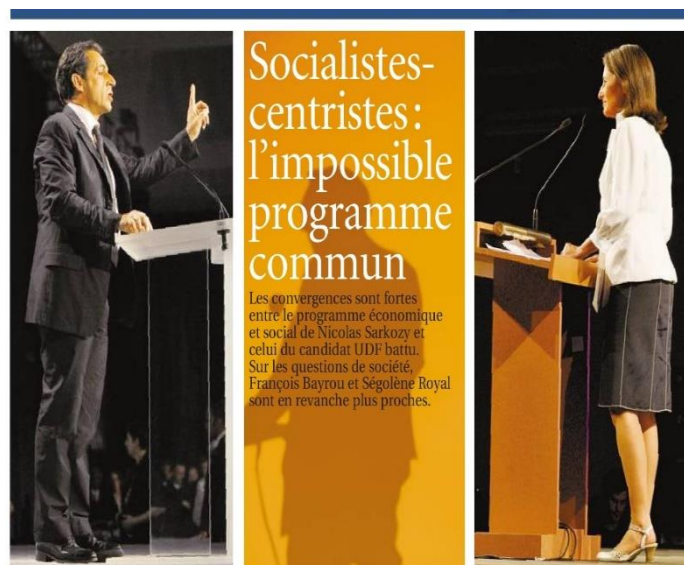 Socialistes-
centristes :
l'impossible
programme
commun
Les convergences sont fortes
entre le programme économique
et social de Nicolas Sarkozy et
celui du candidat UDF battu.
Sur les questions de société,
François Bayrou et Ségolène Royal
sont en revanche plus proches.